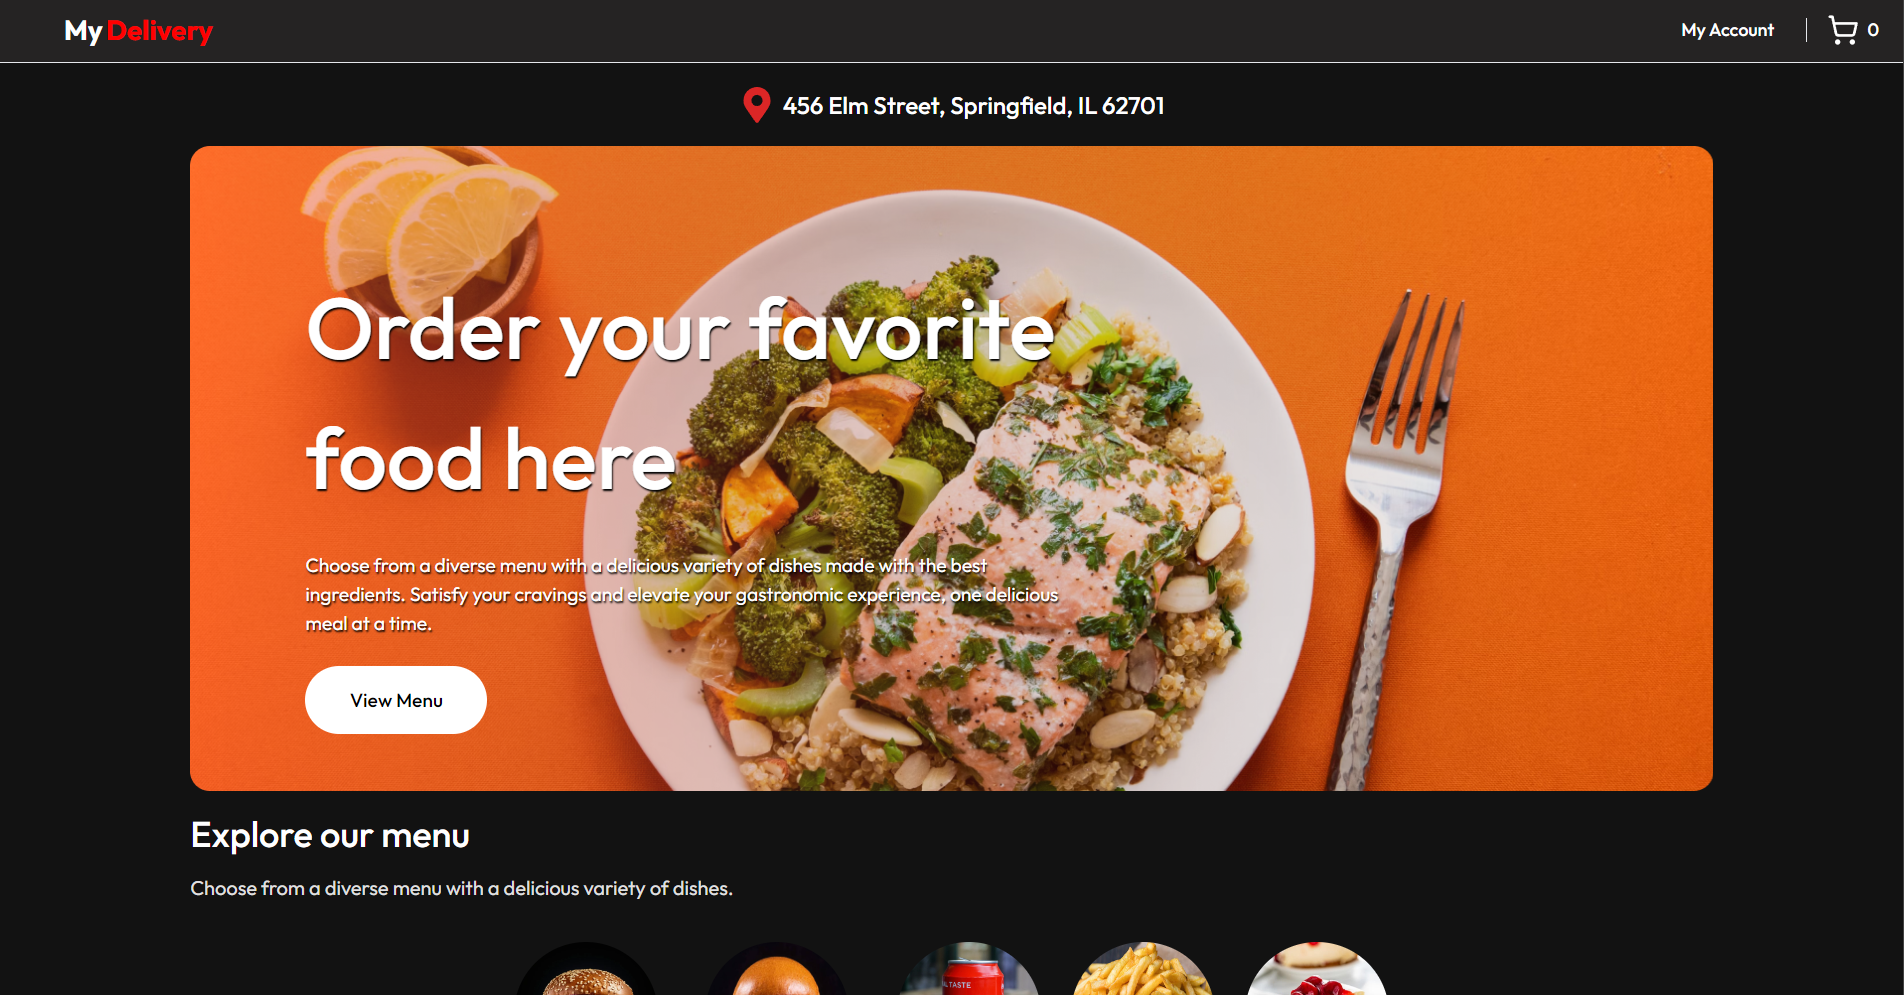 My Delivery
My Account
0
456 Elm Street, Springfield, IL 62701
Order your favorite
food here
Choose from a diverse menu with a delicious variety of dishes made with the best
ingredients. Satisfy your cravings and elevate your gastronomic experience, one delicious
meal at a time.
View Menu
Explore our menu
Choose from a diverse menu with a delicious variety of dishes.
TASTE